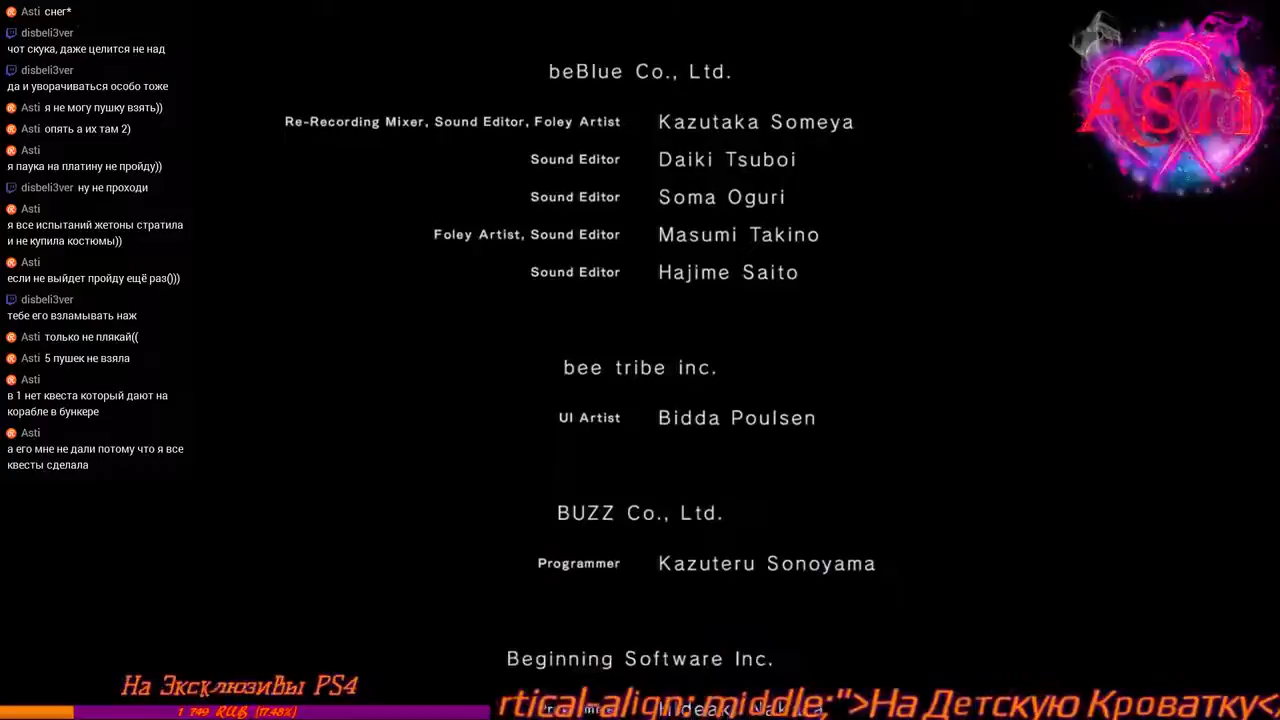 Asti снег*
disbeli3ver
чот скука, даже целится не над
disbeli3ver
да и уворачиваться особо тоже
Asti я не могу пушку взять))
Asti опять а их там 2)
Asti
я паука на платину не пройду))
disbeli3ver ну не проходи
Asti
я все испытаний жетоны стратила
и не купила костюмы))
Asti
если не выйдет пройду ещё раз()))
disbeli3ver
тебе его взламывать наж
Asti только не плякай((
Asti 5 пушек не взяла
Asti
в 1 нет квеста который дают на
корабле в бункере
Asti
а его мне не дали потому что я все
квесты сделала
beBlue Co., Ltd.
Re-Recording Mixer, Sound Editor, Foley Artist Kazutaka Someya
Sound Editor Daiki Tsuboi
Sound Editor Soma Oguri
Foley Artist, Sound Editor Masumi Takino
Sound Editor Hajime Saito
bee tribe inc.
UI Artist Bidda Poulsen
BUZZ Co., Ltd.
Programmer Kazuteru Sonoyama
Beginning Software Inc.
Asti
На Эксклюзивы PS4
1 749 RUB (17.48%)
rtical-align: middle;">На Детскую Кроватку<